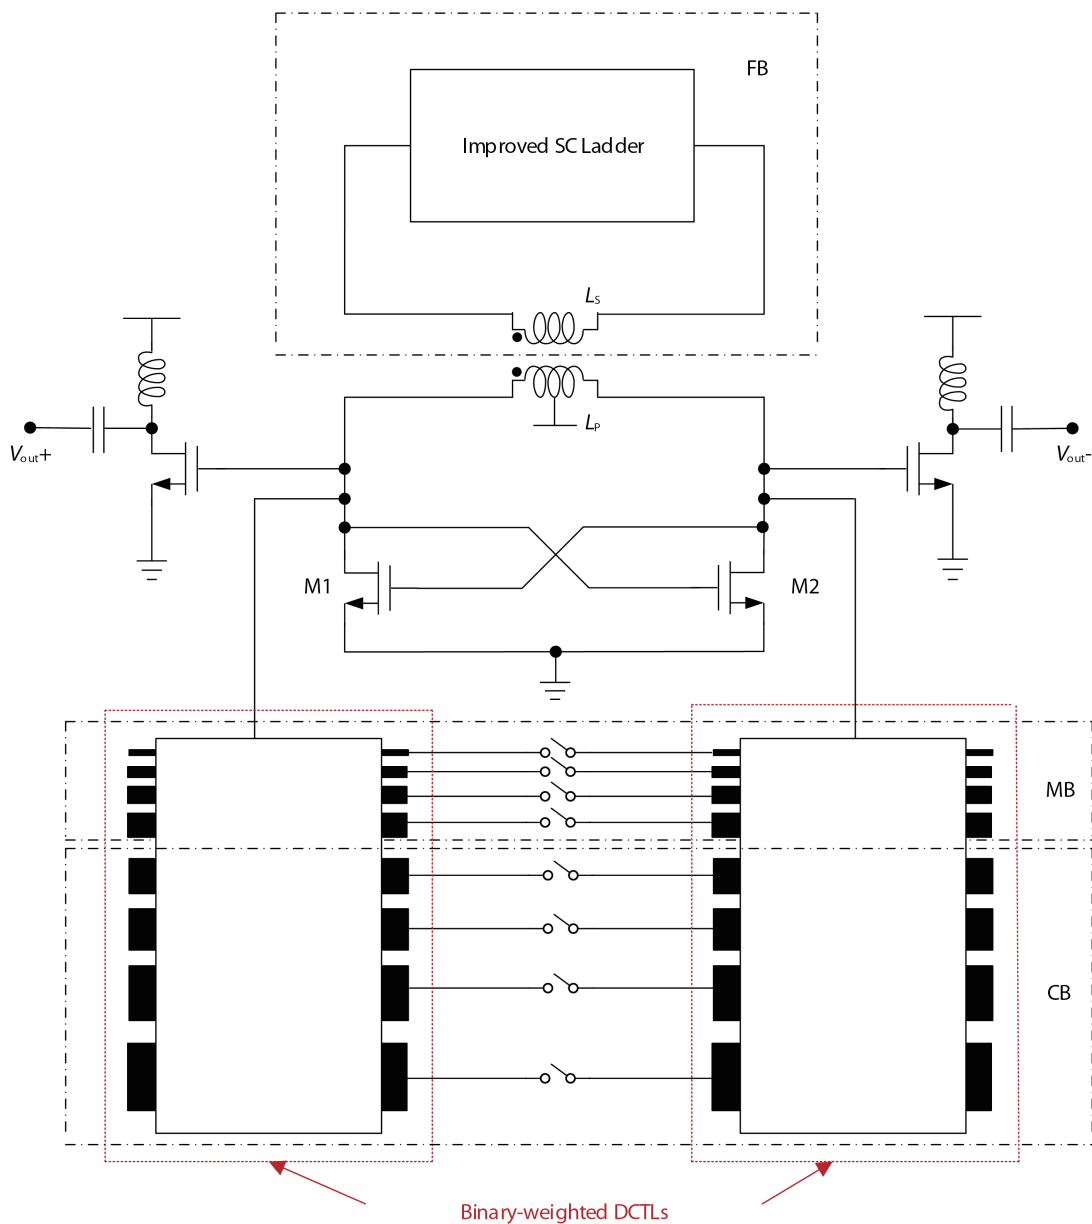 FB
Improved SC Ladder
LS
LP
Vout+
Vout-
M1
M2
MB
CB
Binary-weighted DCTLs